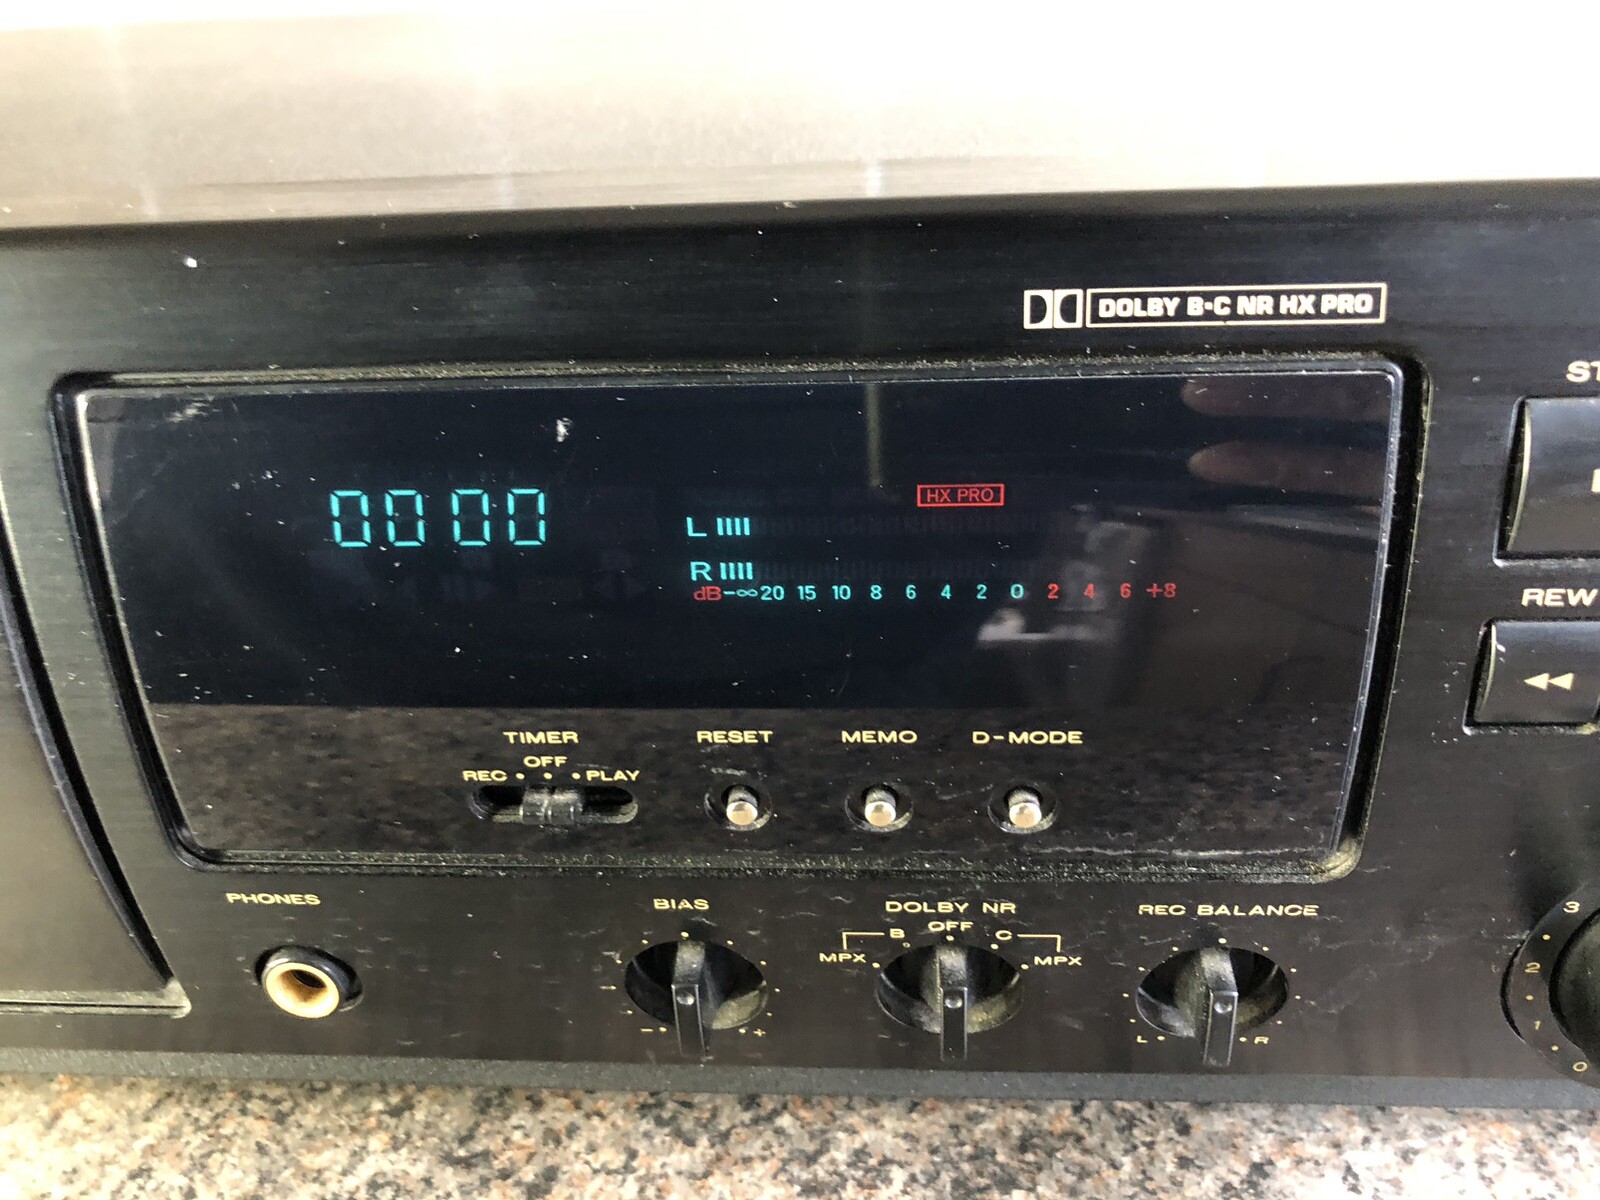 DOLBY B·C NR HX PRO
00 00
HX PRO
L
R
dB -∞ 20 15 10 8 6 4 2 0 2 4 6 +8
TIMER
OFF
REC • • • PLAY
RESET
MEMO
D-MODE
REW
PHONES
BIAS
- +
DOLBY NR
B OFF C
MPX MPX
REC BALANCE
L R
3
2
1
0